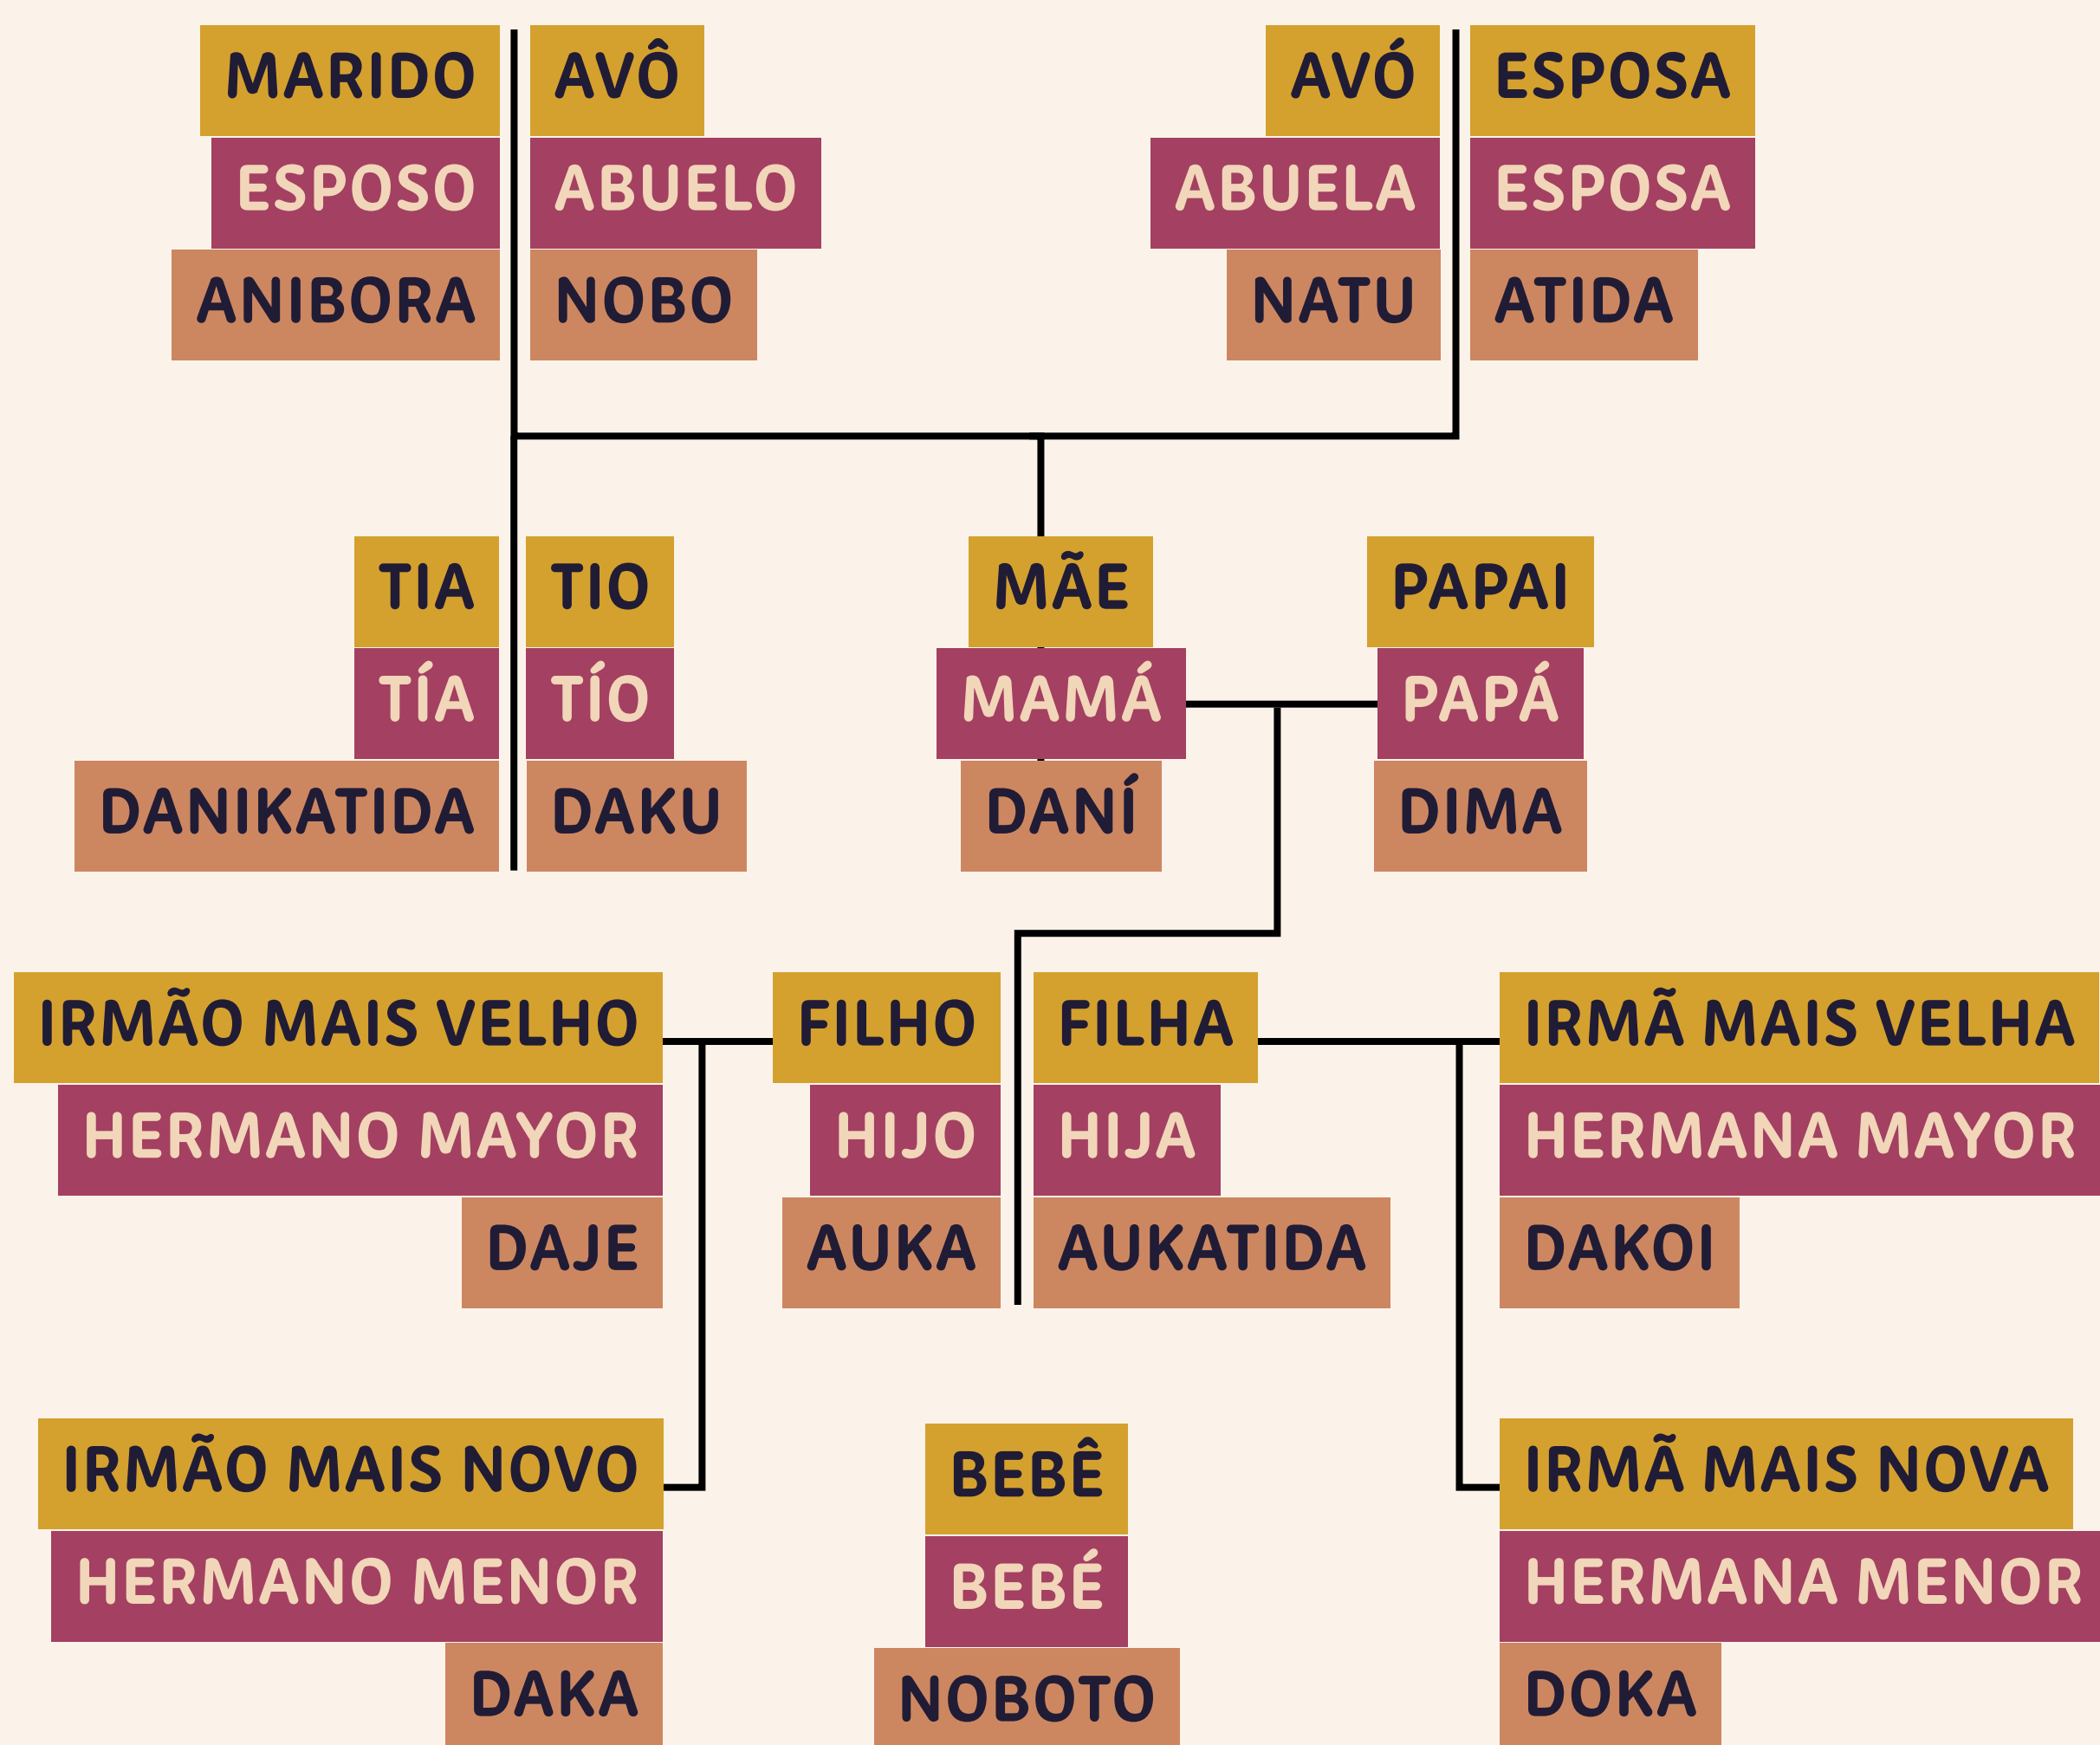 MARIDO
ESPOSO
ANIBORA
AVÔ
ABUELO
NOBO
AVÓ
ABUELA
NATU
ESPOSA
ESPOSA
ATIDA
TIA
TÍA
DANIKATIDA
TIO
TÍO
DAKU
MÃE
MAMÁ
DANÍ
PAPAI
PAPÁ
DIMA
IRMÃO MAIS VELHO
HERMANO MAYOR
DAJE
FILHO
HIJO
AUKA
FILHA
HIJA
AUKATIDA
IRMÃ MAIS VELHA
HERMANA MAYOR
DAKOI
IRMÃO MAIS NOVO
HERMANO MENOR
DAKA
BEBÊ
BEBÉ
NOBOTO
IRMÃ MAIS NOVA
HERMANA MENOR
DOKA